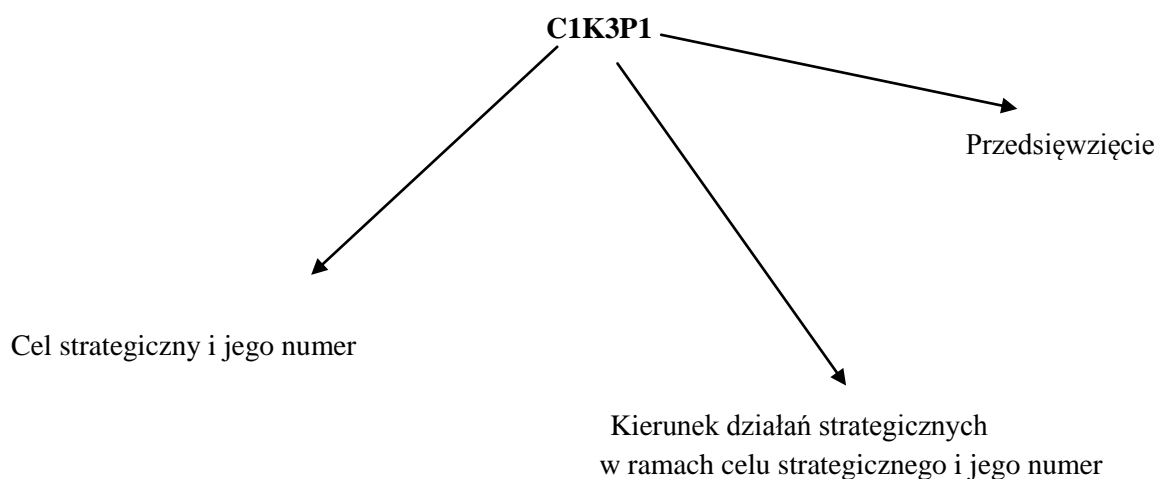 C1K3P1
Przedsięwzięcie
Cel strategiczny i jego numer
Kierunek działań strategicznych
w ramach celu strategicznego i jego numer